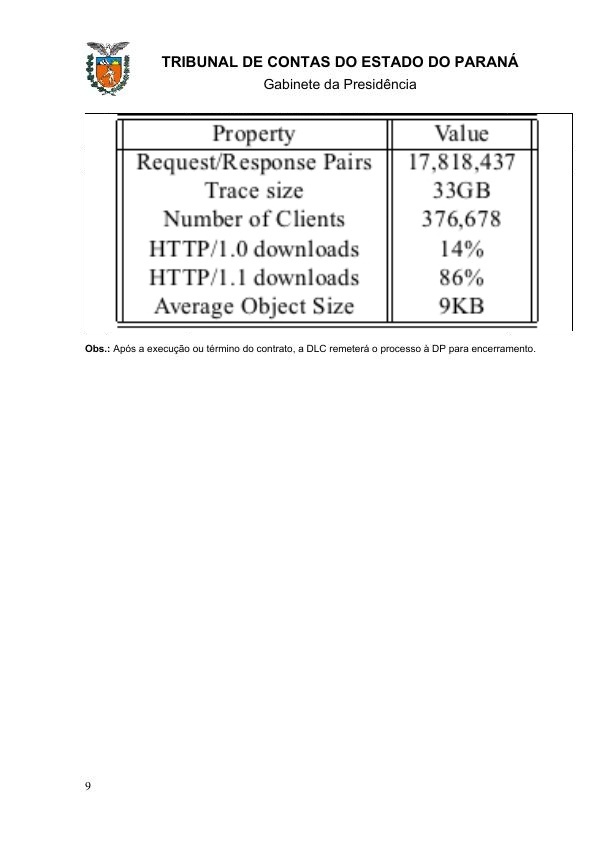 TRIBUNAL DE CONTAS DO ESTADO DO PARANÁ
Gabinete da Presidência
Property Value
Request/Response Pairs 17,818,437
Trace size 33GB
Number of Clients 376,678
HTTP/1.0 downloads 14%
HTTP/1.1 downloads 86%
Average Object Size 9KB
Obs.: Após a execução ou término do contrato, a DLC remeterá o processo à DP para encerramento.
9